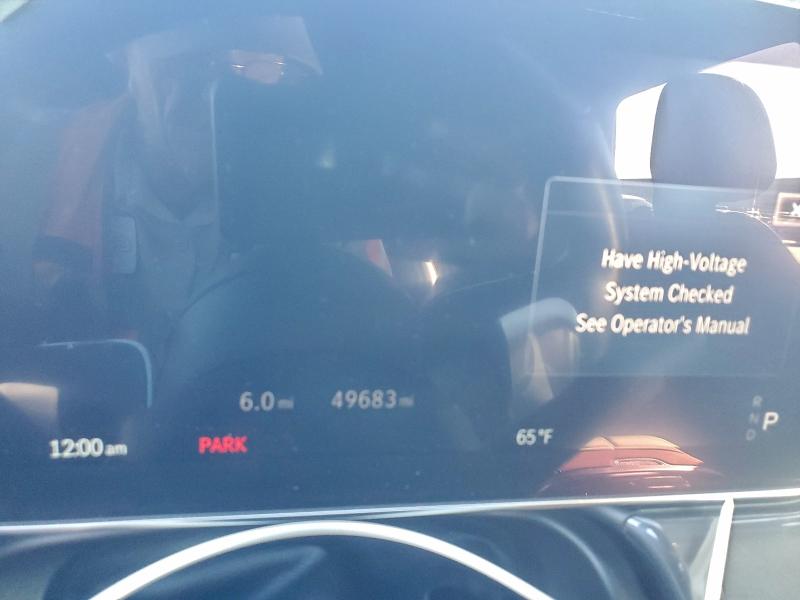 Have High-Voltage
System Checked
See Operator's Manual
6.0 mi 49683 mi
R
N
D
P
12:00 am PARK 65°F